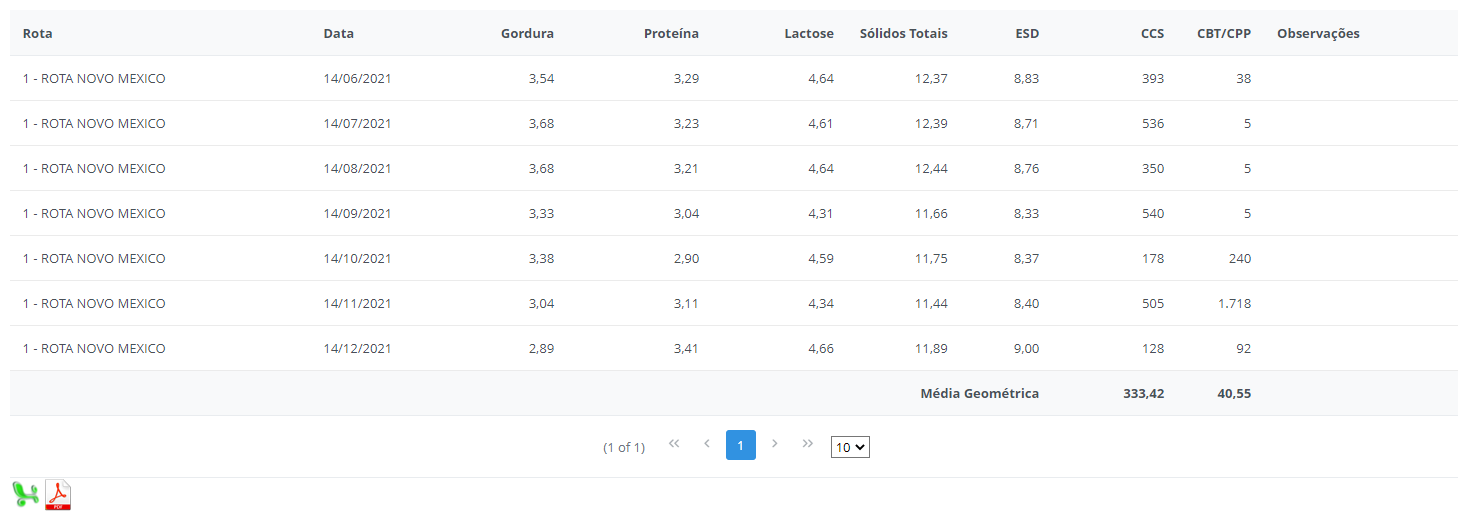 Rota Data Gordura Proteína Lactose Sólidos Totais ESD CCS CBT/CPP Observações
1 - ROTA NOVO MEXICO 14/06/2021 3,54 3,29 4,64 12,37 8,83 393 38
1 - ROTA NOVO MEXICO 14/07/2021 3,68 3,23 4,61 12,39 8,71 536 5
1 - ROTA NOVO MEXICO 14/08/2021 3,68 3,21 4,64 12,44 8,76 350 5
1 - ROTA NOVO MEXICO 14/09/2021 3,33 3,04 4,31 11,66 8,33 540 5
1 - ROTA NOVO MEXICO 14/10/2021 3,38 2,90 4,59 11,75 8,37 178 240
1 - ROTA NOVO MEXICO 14/11/2021 3,04 3,11 4,34 11,44 8,40 505 1.718
1 - ROTA NOVO MEXICO 14/12/2021 2,89 3,41 4,66 11,89 9,00 128 92
Média Geométrica 333,42 40,55
(1 of 1) 1 10
PDF